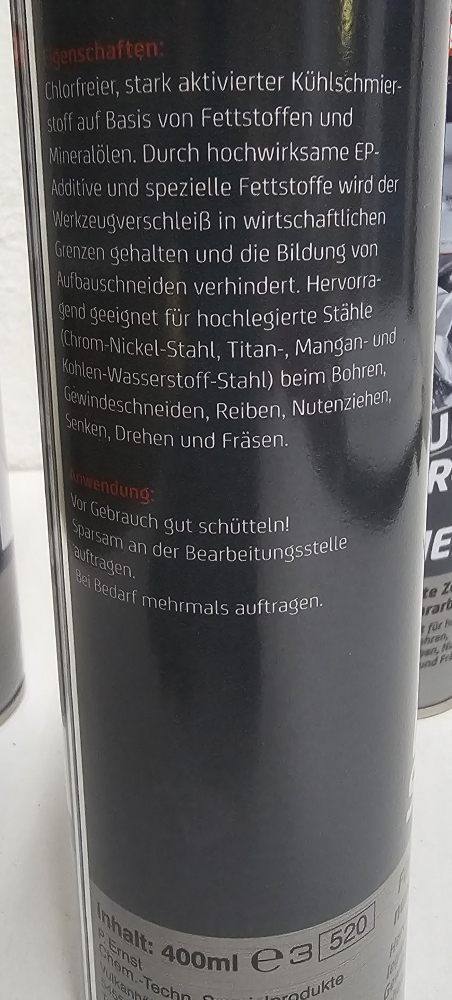 Eigenschaften:
Chlorfreier, stark aktivierter Kühlschmier-
stoff auf Basis von Fettstoffen und
Mineralölen. Durch hochwirksame EP-
Additive und spezielle Fettstoffe wird der
Werkzeugverschleiß in wirtschaftlichen
Grenzen gehalten und die Bildung von
Aufbauschneiden verhindert. Hervorra-
gend geeignet für hochlegierte Stähle
(Chrom-Nickel-Stahl, Titan-, Mangan- und
Kohlen-Wasserstoff-Stahl) beim Bohren,
Gewindeschneiden, Reiben, Nutenziehen,
Senken, Drehen und Fräsen.
Anwendung:
Vor Gebrauch gut schütteln!
Sparsam an der Bearbeitungsstelle
auftragen.
Bei Bedarf mehrmals auftragen.
Inhalt: 400ml e 3 520
P. Ernst
Chem.-Techn.